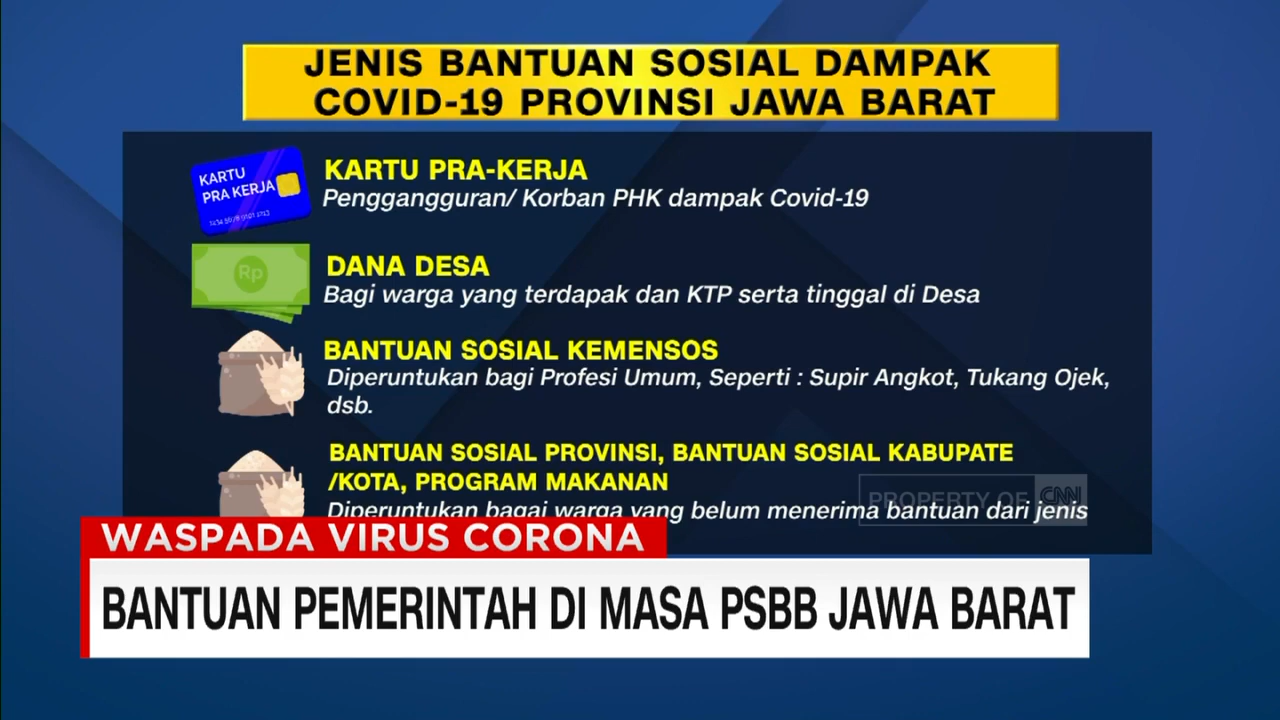 JENIS BANTUAN SOSIAL DAMPAK
COVID-19 PROVINSI JAWA BARAT
KARTU
PRA KERJA
KARTU PRA-KERJA
Penggangguran/ Korban PHK dampak Covid-19
Rp
DANA DESA
Bagi warga yang terdapak dan KTP serta tinggal di Desa
BANTUAN SOSIAL KEMENSOS
Diperuntukan bagi Profesi Umum, Seperti : Supir Angkot, Tukang Ojek,
dsb.
BANTUAN SOSIAL PROVINSI, BANTUAN SOSIAL KABUPATE
/KOTA, PROGRAM MAKANAN
PROPERTY OF CNN
Diperuntukan bagai warga yang belum menerima bantuan dari jenis
WASPADA VIRUS CORONA
BANTUAN PEMERINTAH DI MASA PSBB JAWA BARAT